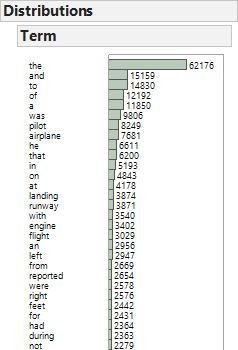 Distributions
Term
the 62176
and 15159
to 14830
of 12192
a 11850
was 9806
pilot 8249
airplane 7681
he 6611
that 6200
in 5193
on 4843
at 4178
landing 3874
runway 3871
with 3540
engine 3402
flight 3029
an 2956
left 2947
from 2669
reported 2654
were 2578
right 2576
feet 2442
for 2431
had 2364
during 2363
not 2279